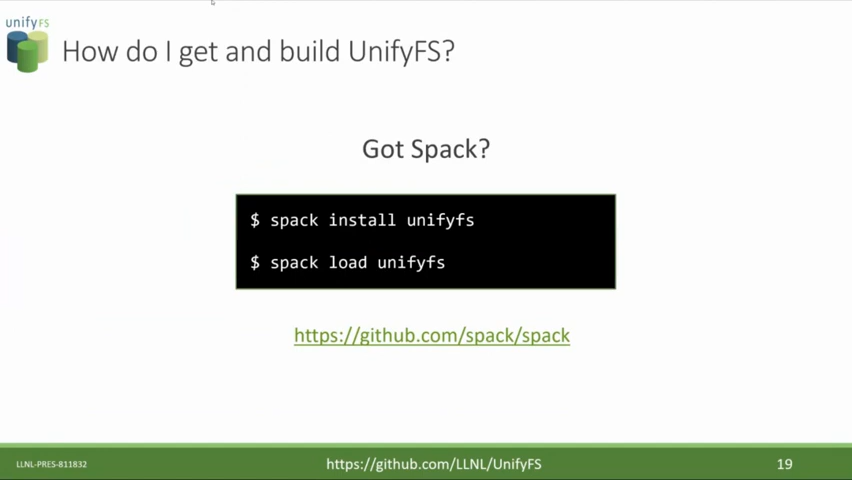 unifyFS
How do I get and build UnifyFS?
Got Spack?
$ spack install unifyfs
$ spack load unifyfs
https://github.com/spack/spack
LLNL-PRES-811832
https://github.com/LLNL/UnifyFS
19